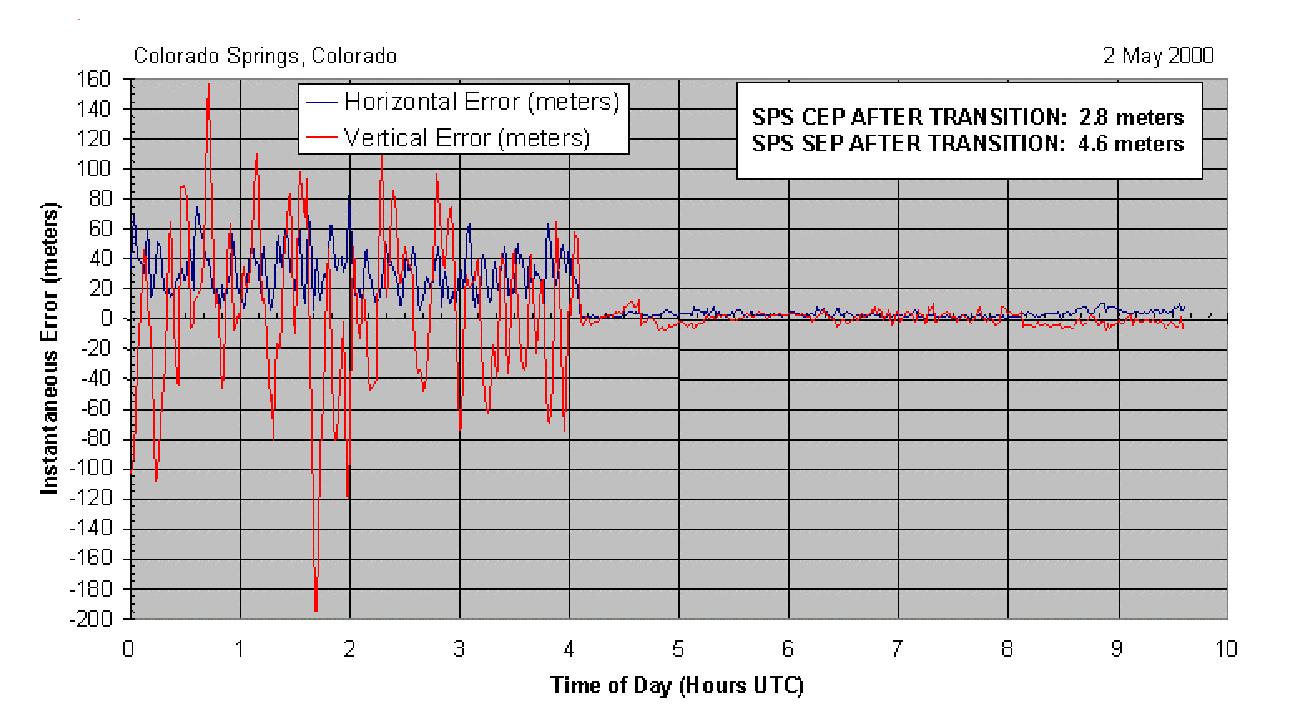 Colorado Springs, Colorado 2 May 2000
Horizontal Error (meters)
Vertical Error (meters)
SPS CEP AFTER TRANSITION: 2.8 meters
SPS SEP AFTER TRANSITION: 4.6 meters
Instantaneous Error (meters)
160
140
120
100
80
60
40
20
0
-20
-40
-60
-80
-100
-120
-140
-160
-180
-200
0 1 2 3 4 5 6 7 8 9 10
Time of Day (Hours UTC)